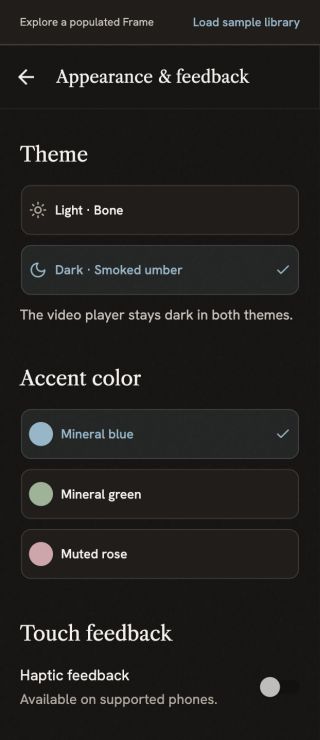 Explore a populated Frame
Load sample library
Appearance & feedback
Theme
Light · Bone
Dark · Smoked umber
The video player stays dark in both themes.
Accent color
Mineral blue
Mineral green
Muted rose
Touch feedback
Haptic feedback
Available on supported phones.